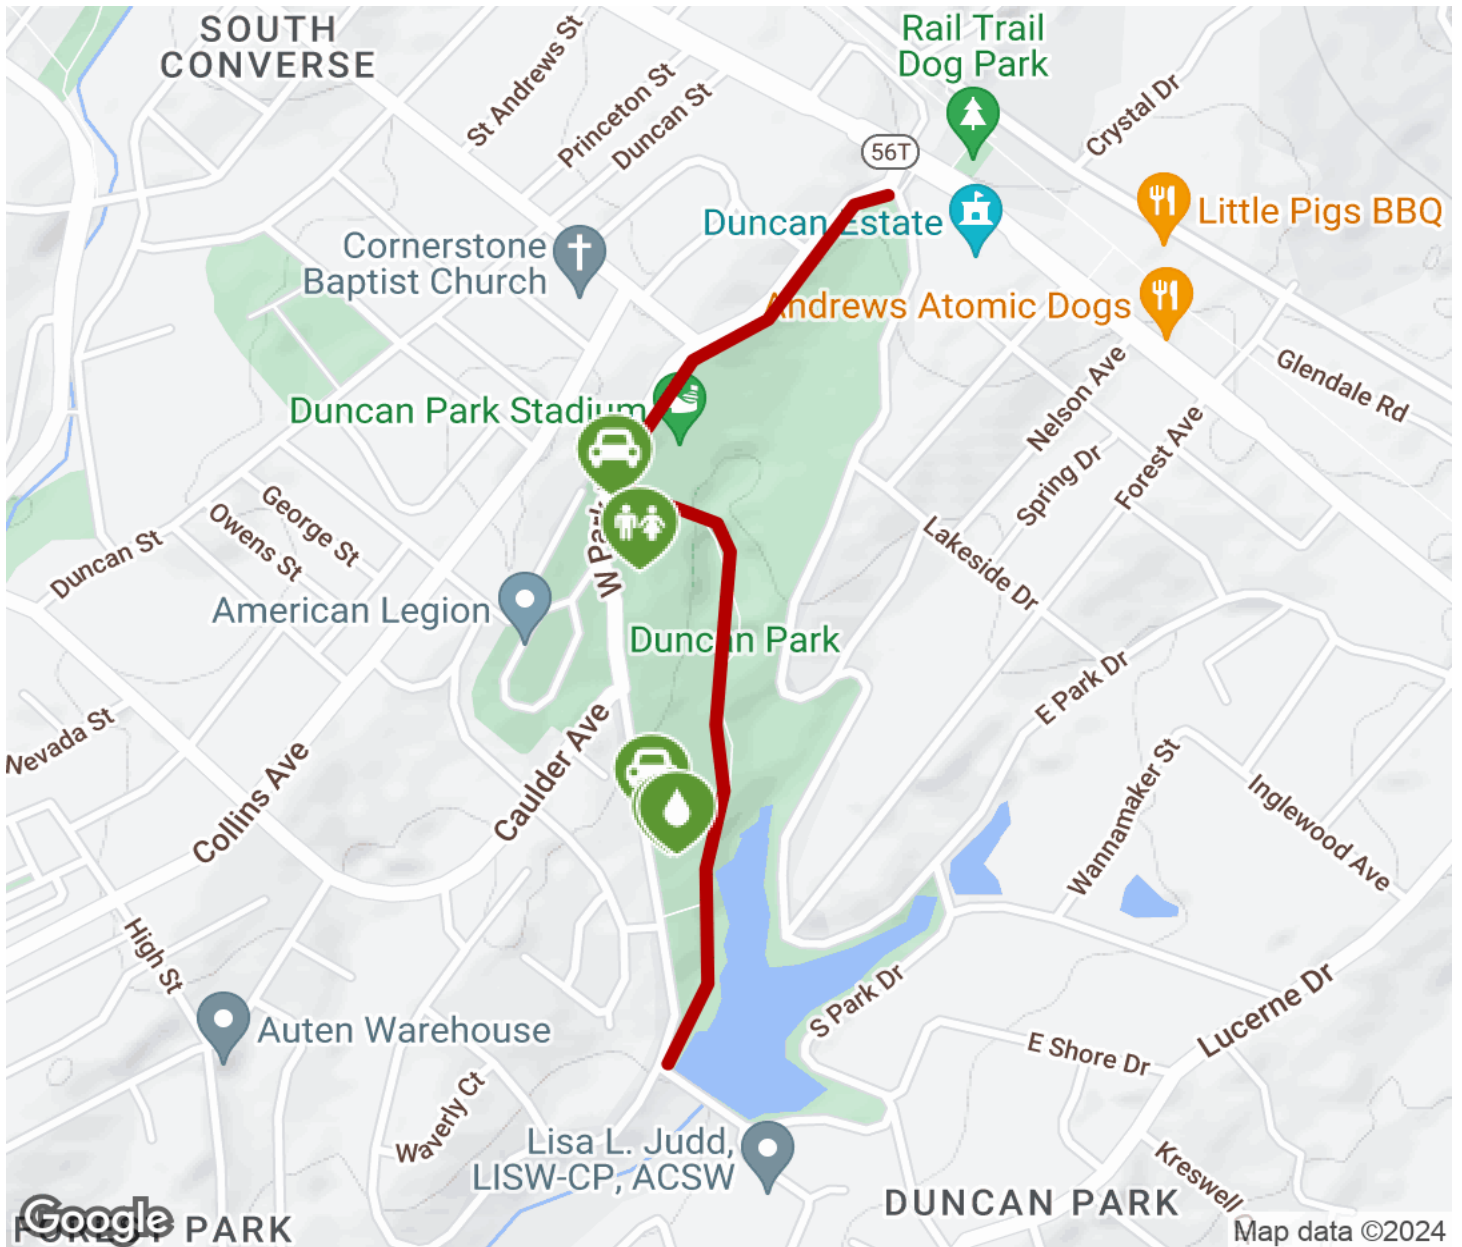 SOUTH
CONVERSE
St Andrews St
Princeton St
Duncan St
Rail Trail
Dog Park
Crystal Dr
56T
Little Pigs BBQ
Duncan Estate
Cornerstone
Baptist Church
Andrews Atomic Dogs
Glendale Rd
Nelson Ave
Forest Ave
Spring Dr
Duncan Park Stadium
George St
Owens St
Duncan St
W Park
Lakeside Dr
American Legion
Duncan Park
E Park Dr
Nevada St
Collins Ave
Caulder Ave
Wannamaker St
Inglewood Ave
High St
S Park Dr
Lucerne Dr
Auten Warehouse
E Shore Dr
Waverly Ct
Lisa L. Judd,
LISW-CP, ACSW
Kreswell
DUNCAN PARK
FOREST PARK
Google
Map data ©2024